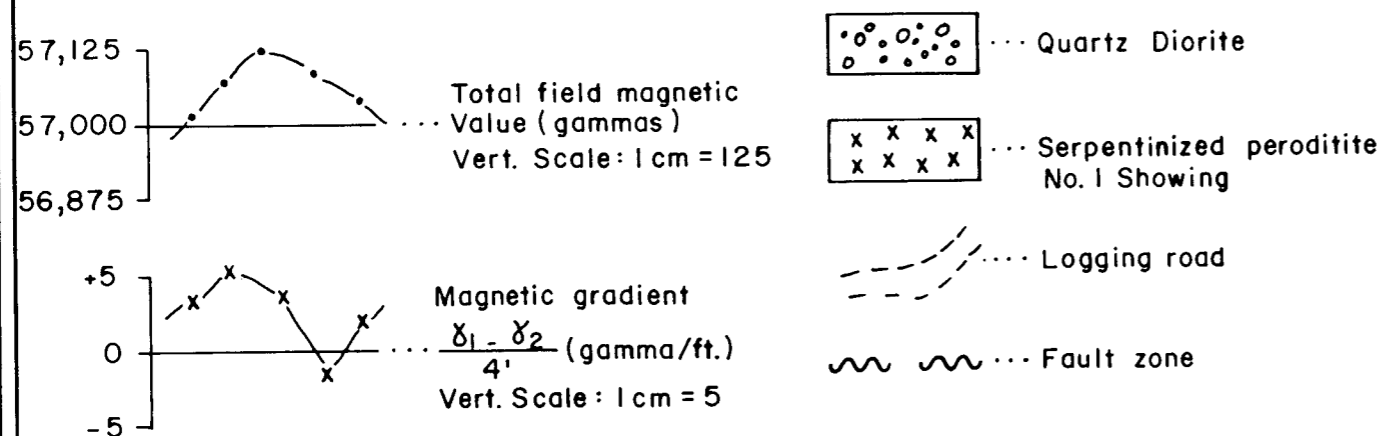 57,125
57,000
56,875
Total field magnetic
··· Value (gammas)
Vert. Scale: 1 cm = 125
+5
0
-5
Magnetic gradient
··· γ1 - γ2 / 4' (gamma/ft.)
Vert. Scale: 1 cm = 5
··· Quartz Diorite
··· Serpentinized peroditite
No. 1 Showing
···· Logging road
··· Fault zone